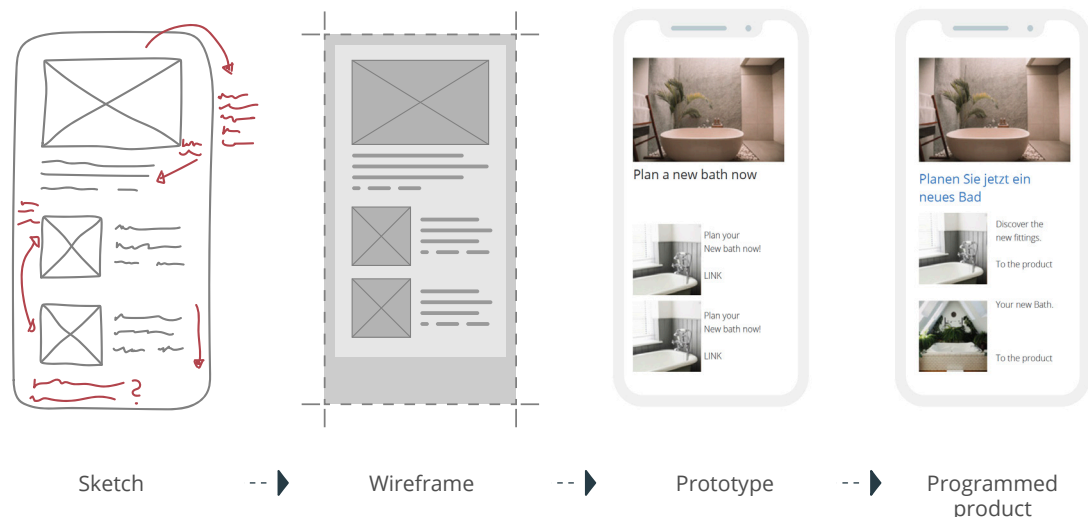 Plan a new bath now
Plan your
New bath now!
LINK
Plan your
New bath now!
LINK
Planen Sie jetzt ein
neues Bad
Discover the
new fittings.
To the product
Your new Bath.
To the product
Sketch
Wireframe
Prototype
Programmed
product